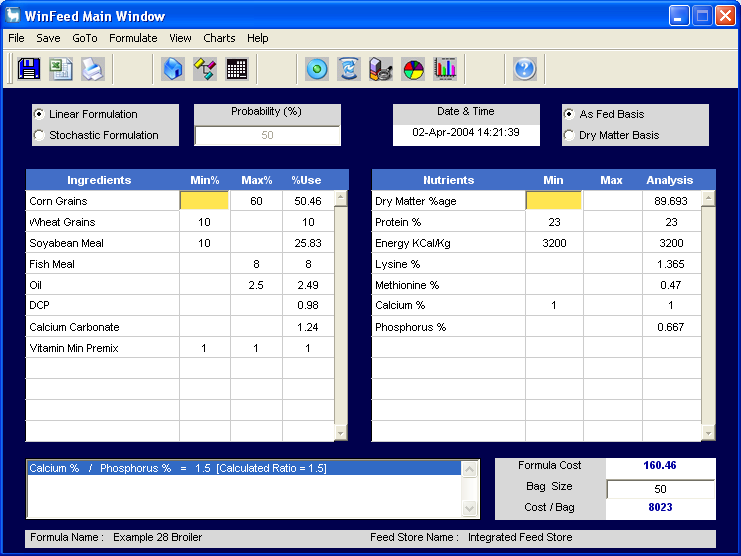 WinFeed Main Window
File Save GoTo Formulate View Charts Help
Linear Formulation
Stochastic Formulation
Probability (%)
50
Date & Time
02-Apr-2004 14:21:39
As Fed Basis
Dry Matter Basis
Ingredients Min% Max% %Use
Corn Grains 60 50.46
Wheat Grains 10 10
Soyabean Meal 10 25.83
Fish Meal 8 8
Oil 2.5 2.49
DCP 0.98
Calcium Carbonate 1.24
Vitamin Min Premix 1 1 1
Nutrients Min Max Analysis
Dry Matter %age 89.693
Protein % 23 23
Energy KCal/Kg 3200 3200
Lysine % 1.365
Methionine % 0.47
Calcium % 1 1
Phosphorus % 0.667
Calcium % / Phosphorus % = 1.5 [Calculated Ratio = 1.5]
Formula Cost 160.46
Bag Size 50
Cost / Bag 8023
Formula Name : Example 28 Broiler Feed Store Name : Integrated Feed Store